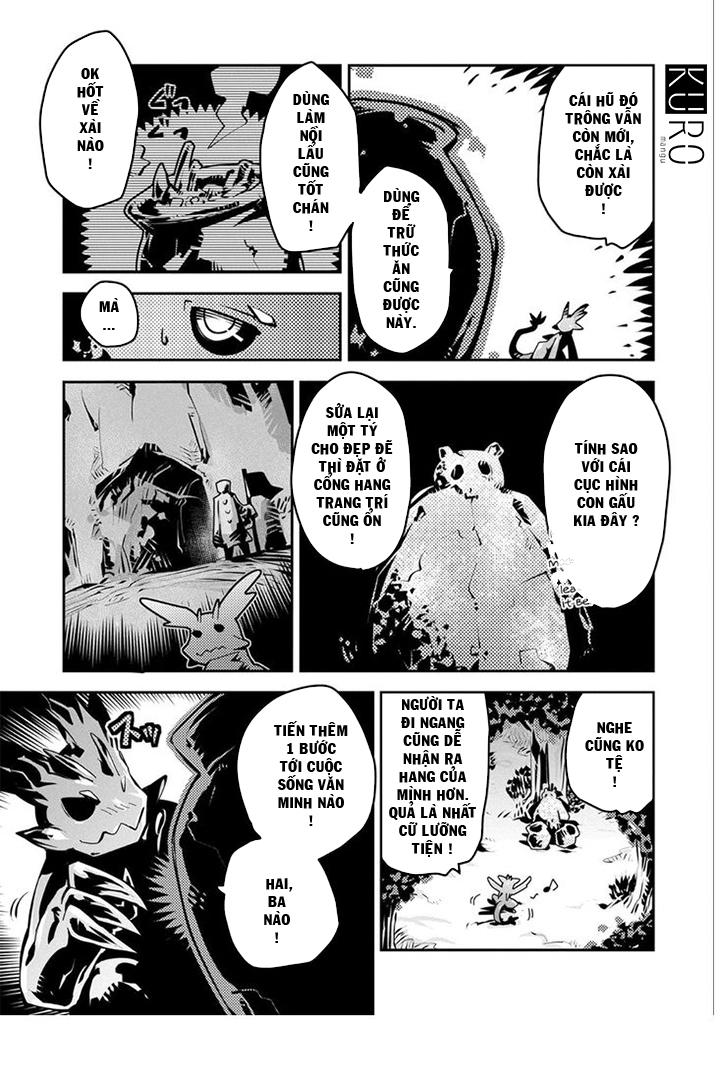 KURO
mangu
CÁI HŨ ĐÓ
TRÔNG VẪN
CÒN MỚI,
CHẮC LÀ
CÒN XÀI
ĐƯỢC
!
DÙNG
ĐỂ
TRỮ
THỨC
ĂN
CŨNG
ĐƯỢC
NÀY.
DÙNG
LÀM
NỒI
LẨU
CŨNG
TỐT
CHÁN
!
OK
HỐT
VỀ
XÀI
NÀO
!
MÀ
...
TÍNH SAO
VỚI CÁI
CỤC HÌNH
CON GẤU
KIA ĐÂY ?
SỬA LẠI
MỘT TÝ
CHO ĐẸP ĐẼ
THÌ ĐẶT Ở
CỔNG HANG
TRANG TRÍ
CŨNG ỔN
!
NGHE
CŨNG KO
TỆ !
NGƯỜI TA
ĐI NGANG
CŨNG DỄ
NHẬN RA
HANG CỦA
MÌNH HƠN.
QUẢ LÀ NHẤT
CỬ LƯỠNG
TIỆN !
TIẾN THÊM
1 BƯỚC
TỚI CUỘC
SỐNG VĂN
MINH NÀO
!
HAI,
BA
NÀO !